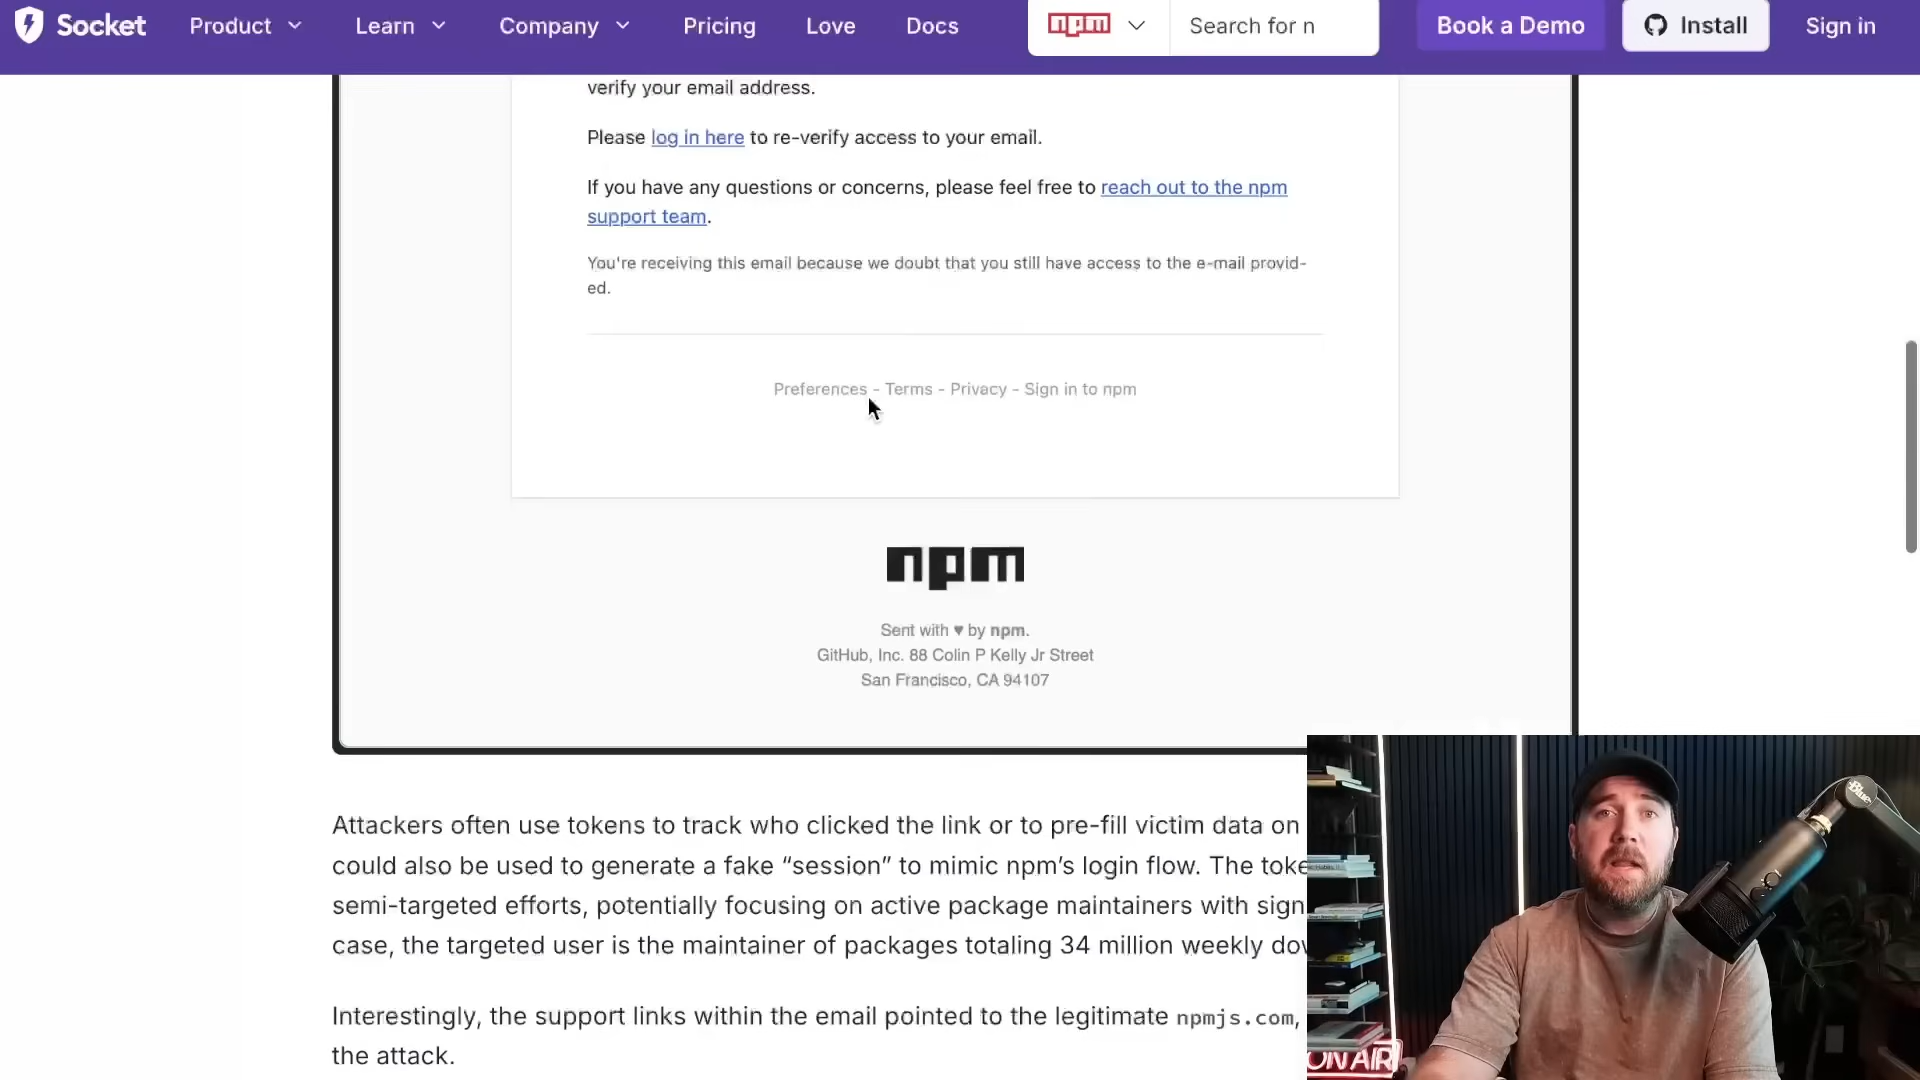 Socket Product Learn Company Pricing Love Docs npm Search for n Book a Demo Install Sign in
verify your email address.
Please log in here to re-verify access to your email.
If you have any questions or concerns, please feel free to reach out to the npm
support team.
You're receiving this email because we doubt that you still have access to the e-mail provid-
ed.
Preferences - Terms - Privacy - Sign in to npm
npm
Sent with ♥ by npm.
GitHub, Inc. 88 Colin P Kelly Jr Street
San Francisco, CA 94107
Attackers often use tokens to track who clicked the link or to pre-fill victim data on
could also be used to generate a fake “session” to mimic npm’s login flow. The toke
semi-targeted efforts, potentially focusing on active package maintainers with sign
case, the targeted user is the maintainer of packages totaling 34 million weekly do
Interestingly, the support links within the email pointed to the legitimate npmjs.com,
the attack.
Blue
ON AIR